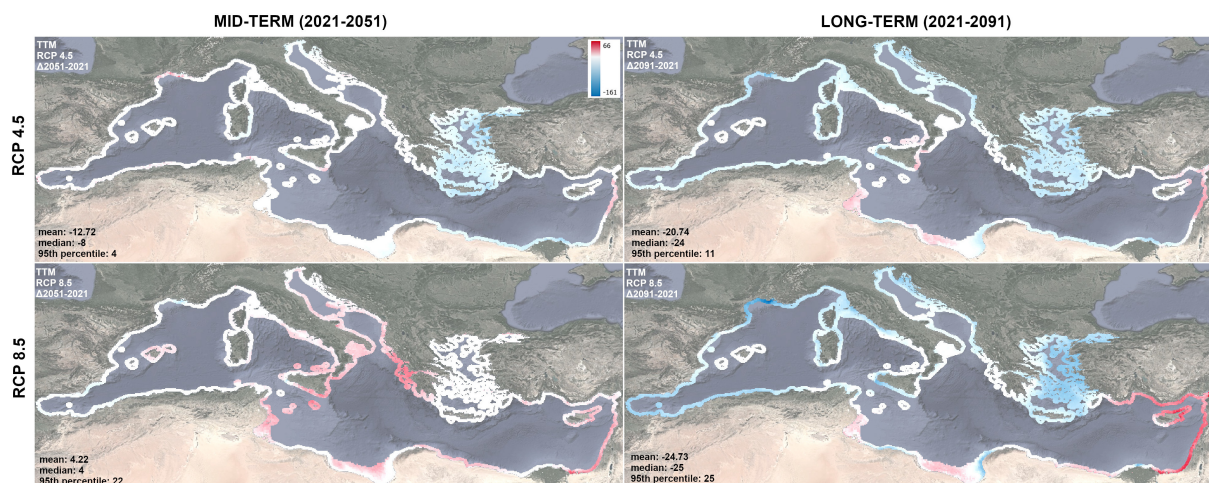 MID-TERM (2021-2051)
LONG-TERM (2021-2091)
RCP 4.5
TTM
RCP 4.5
Δ2051-2021
66
-161
mean: -12.72
median: -8
95th percentile: 4
TTM
RCP 4.5
Δ2091-2021
mean: -20.74
median: -24
95th percentile: 11
RCP 8.5
TTM
RCP 8.5
Δ2051-2021
mean: 4.22
median: 4
95th percentile: 22
TTM
RCP 8.5
Δ2091-2021
mean: -24.73
median: -25
95th percentile: 25